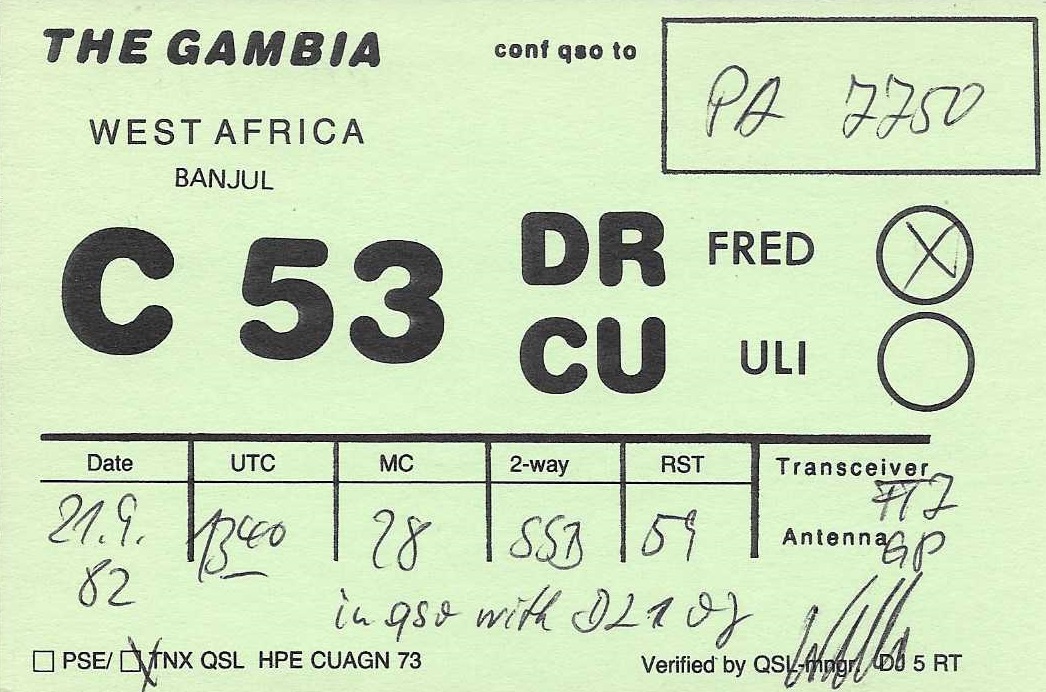 THE GAMBIA
conf qso to
PA 7750
WEST AFRICA
BANJUL
C 53
DR FRED X
CU ULI
Date UTC MC 2-way RST Transceiver
FT7
21.9. 1340 28 SSB 59 Antenna GP
82
in qso with DL1
PSE/ X TNX QSL HPE CUAGN 73
Verified by QSL-mngr. DJ 5 RT